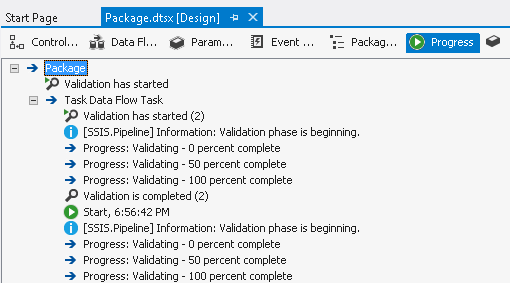 Start Page Package.dtsx [Design]
Control... Data Fl... Param... Event ... Packag... Progress
Package
Validation has started
Task Data Flow Task
Validation has started (2)
[SSIS.Pipeline] Information: Validation phase is beginning.
Progress: Validating - 0 percent complete
Progress: Validating - 50 percent complete
Progress: Validating - 100 percent complete
Validation is completed (2)
Start, 6:56:42 PM
[SSIS.Pipeline] Information: Validation phase is beginning.
Progress: Validating - 0 percent complete
Progress: Validating - 50 percent complete
Progress: Validating - 100 percent complete